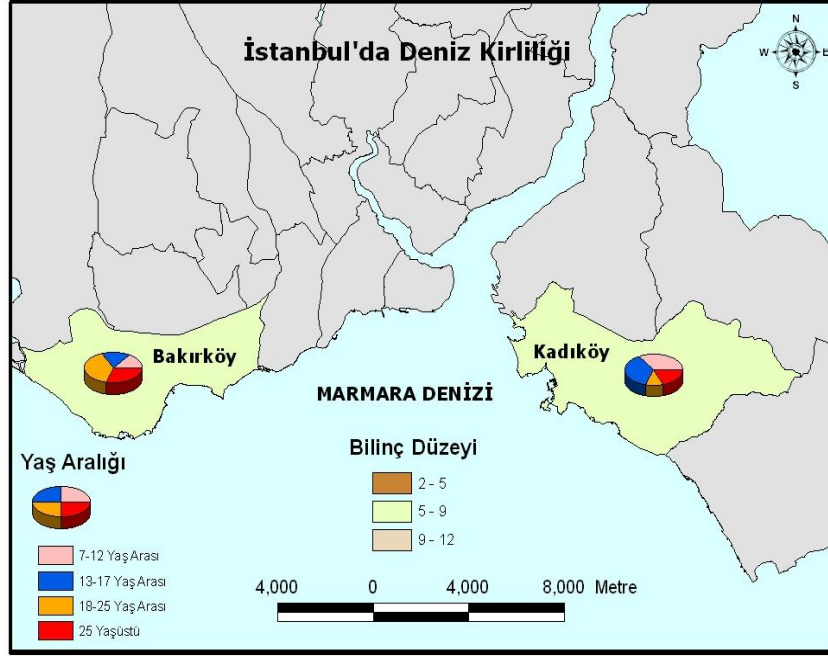 İstanbul'da Deniz Kirliliği
N
W E
S
Bakırköy
Kadıköy
MARMARA DENİZİ
Yaş Aralığı
7-12 Yaş Arası
13-17 Yaş Arası
18-25 Yaş Arası
25 Yaşüstü
Bilinç Düzeyi
2 - 5
5 - 9
9 - 12
4,000 0 4,000 8,000 Metre